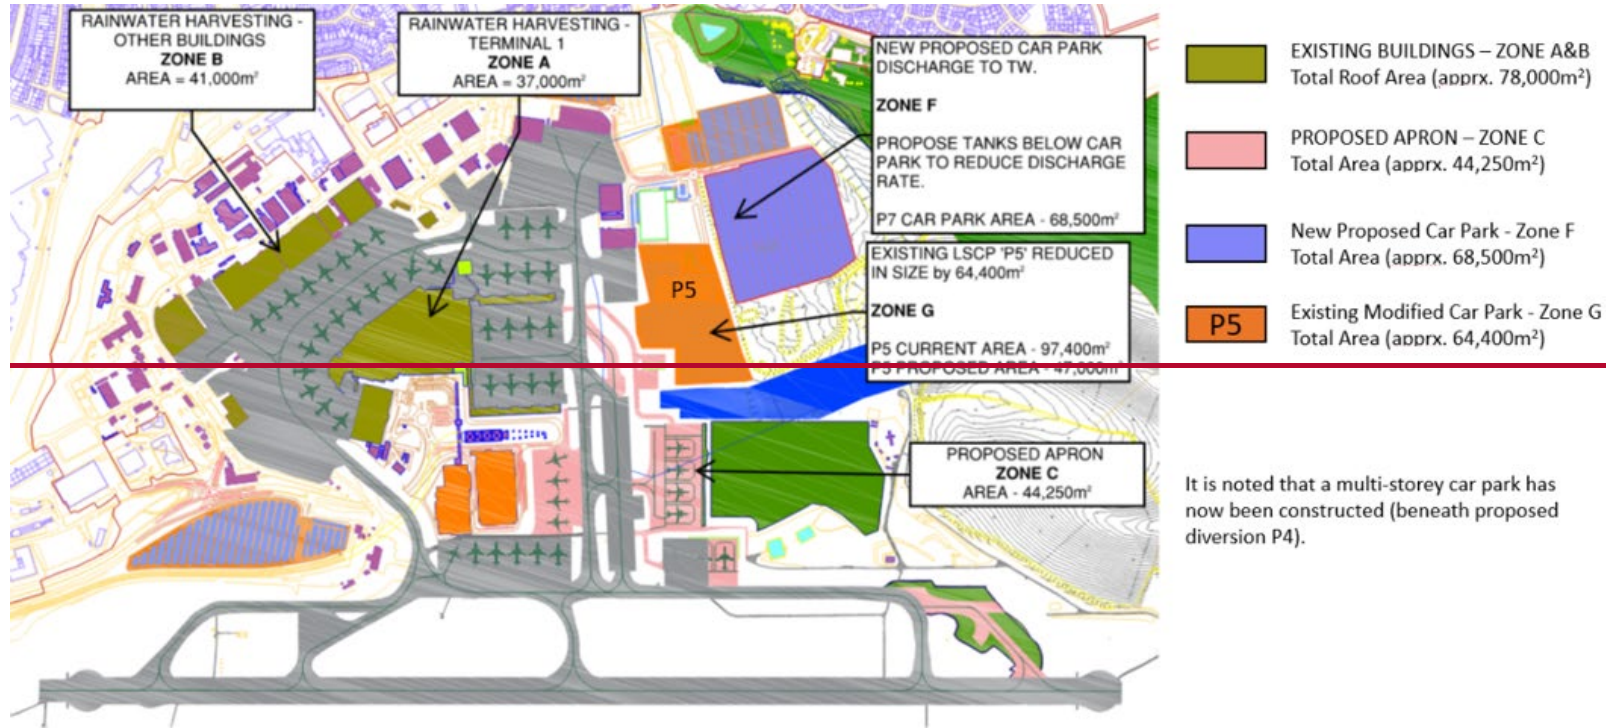 RAINWATER HARVESTING -
OTHER BUILDINGS
ZONE B
AREA = 41,000m²
RAINWATER HARVESTING -
TERMINAL 1
ZONE A
AREA = 37,000m²
NEW PROPOSED CAR PARK
DISCHARGE TO TW.
ZONE F
PROPOSE TANKS BELOW CAR
PARK TO REDUCE DISCHARGE
RATE.
P7 CAR PARK AREA - 68,500m²
EXISTING LSCP 'P5' REDUCED
IN SIZE by 64,400m²
ZONE G
P5 CURRENT AREA - 97,400m²
P5 PROPOSED AREA - 47,000m²
P5
PROPOSED APRON
ZONE C
AREA - 44,250m²
EXISTING BUILDINGS – ZONE A&B
Total Roof Area (apprx. 78,000m²)
PROPOSED APRON – ZONE C
Total Area (apprx. 44,250m²)
New Proposed Car Park - Zone F
Total Area (apprx. 68,500m²)
P5
Existing Modified Car Park - Zone G
Total Area (apprx. 64,400m²)
It is noted that a multi-storey car park has
now been constructed (beneath proposed
diversion P4).